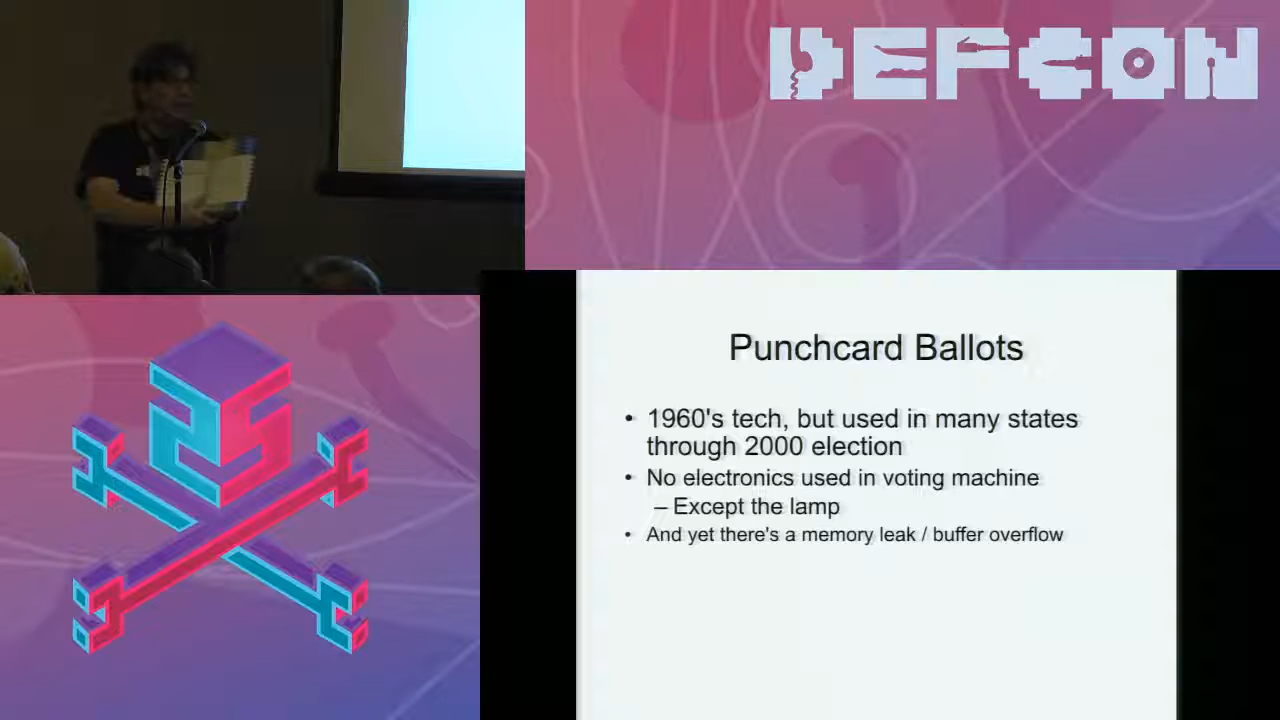 DEFCON
25
Punchcard Ballots
• 1960's tech, but used in many states
through 2000 election
• No electronics used in voting machine
– Except the lamp
• And yet there's a memory leak / buffer overflow